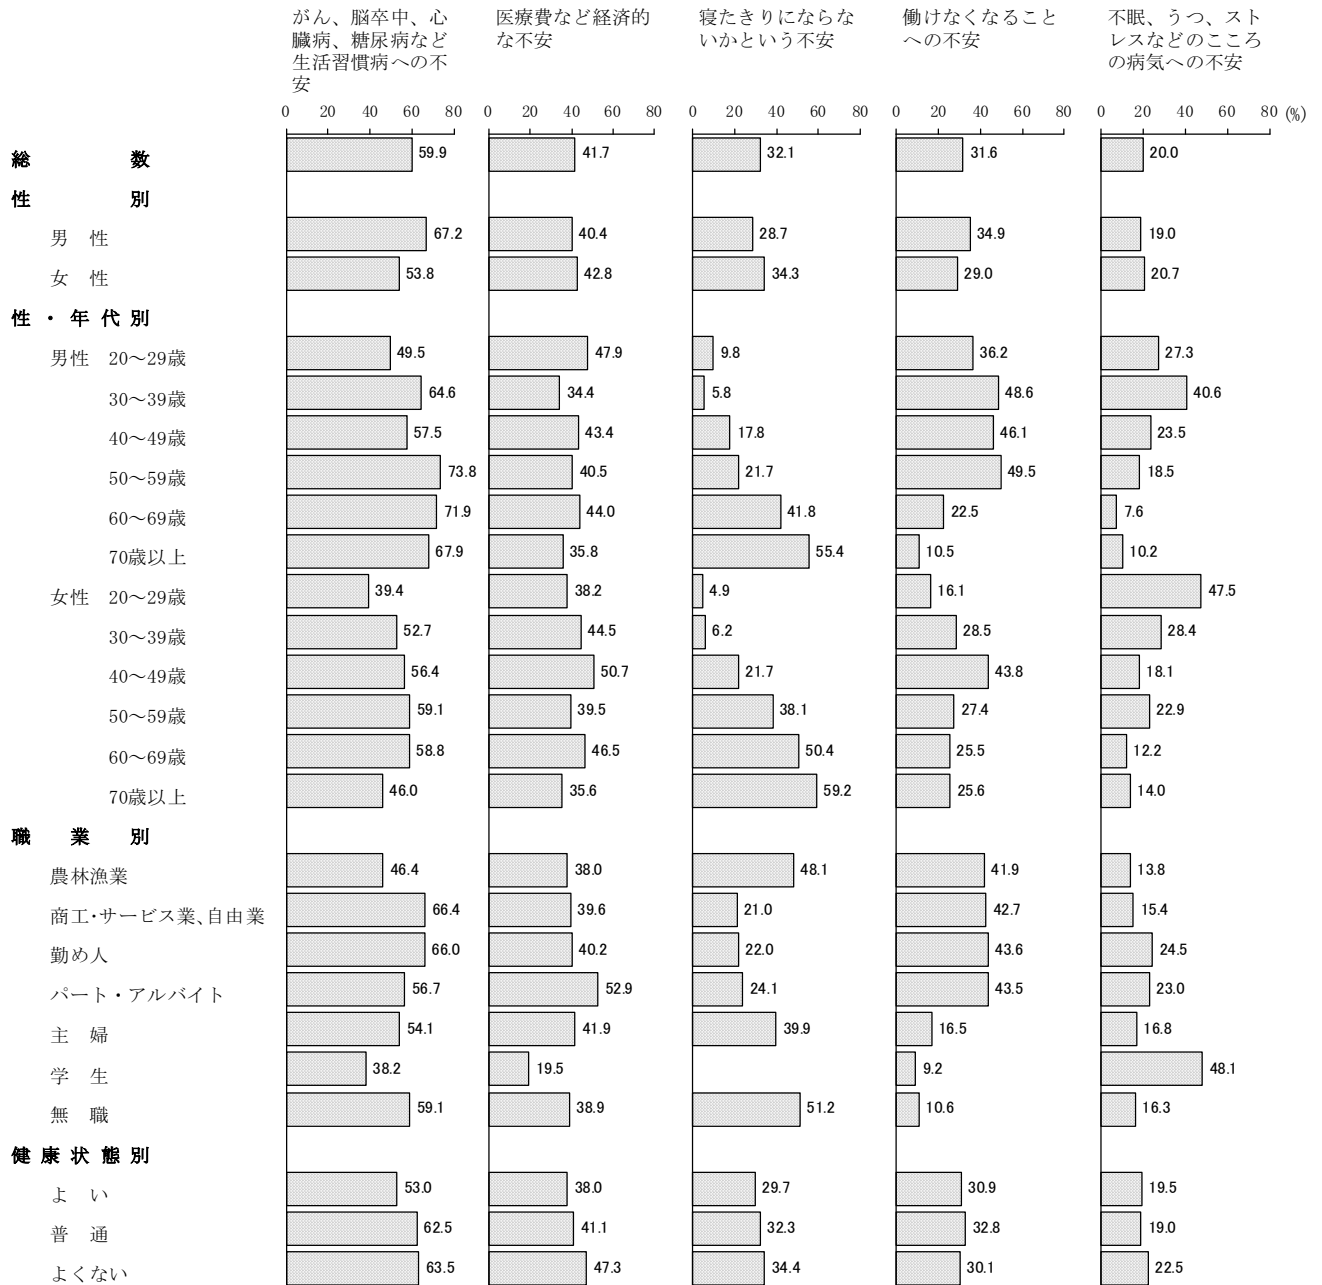 がん、脳卒中、心
臓病、糖尿病など
生活習慣病への不
安
医療費など経済的
な不安
寝たきりにならな
いかという不安
働けなくなること
への不安
不眠、うつ、スト
レスなどのこころ
の病気への不安
0 20 40 60 80 0 20 40 60 80 0 20 40 60 80 0 20 40 60 80 0 20 40 60 80 (%)
総 数 59.9 41.7 32.1 31.6 20.0
性 別
男 性 67.2 40.4 28.7 34.9 19.0
女 性 53.8 42.8 34.3 29.0 20.7
性・年代別
男性 20～29歳 49.5 47.9 9.8 36.2 27.3
30～39歳 64.6 34.4 5.8 48.6 40.6
40～49歳 57.5 43.4 17.8 46.1 23.5
50～59歳 73.8 40.5 21.7 49.5 18.5
60～69歳 71.9 44.0 41.8 22.5 7.6
70歳以上 67.9 35.8 55.4 10.5 10.2
女性 20～29歳 39.4 38.2 4.9 16.1 47.5
30～39歳 52.7 44.5 6.2 28.5 28.4
40～49歳 56.4 50.7 21.7 43.8 18.1
50～59歳 59.1 39.5 38.1 27.4 22.9
60～69歳 58.8 46.5 50.4 25.5 12.2
70歳以上 46.0 35.6 59.2 25.6 14.0
職 業 別
農林漁業 46.4 38.0 48.1 41.9 13.8
商工・サービス業、自由業 66.4 39.6 21.0 42.7 15.4
勤め人 66.0 40.2 22.0 43.6 24.5
パート・アルバイト 56.7 52.9 24.1 43.5 23.0
主 婦 54.1 41.9 39.9 16.5 16.8
学 生 38.2 19.5 9.2 48.1
無 職 59.1 38.9 51.2 10.6 16.3
健康状態別
よ い 53.0 38.0 29.7 30.9 19.5
普 通 62.5 41.1 32.3 32.8 19.0
よくない 63.5 47.3 34.4 30.1 22.5